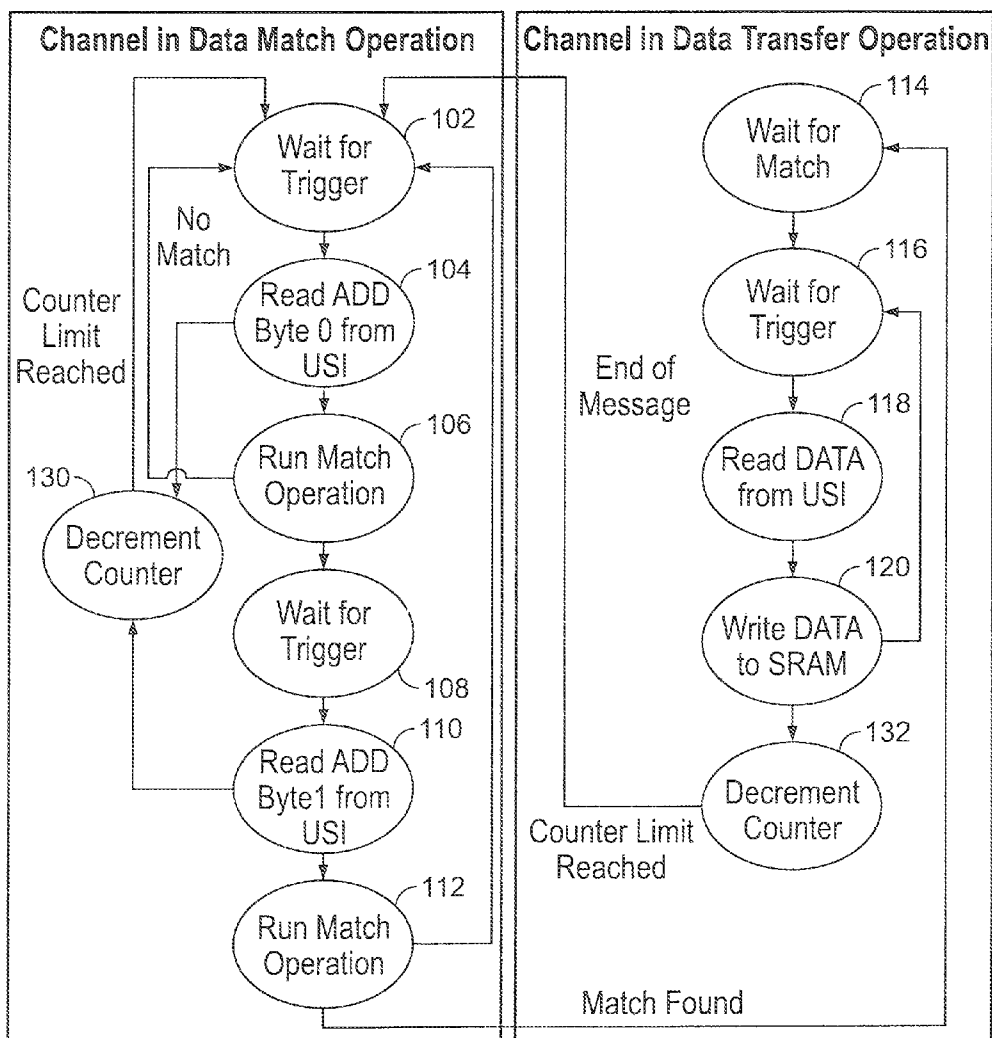 Channel in Data Match Operation
102
Wait for
Trigger
No
Match
104
Read ADD
Byte 0 from
USI
Counter
Limit
Reached
106
Run Match
Operation
130
Decrement
Counter
Wait for
Trigger
108
110
Read ADD
Byte1 from
USI
112
Run Match
Operation
Channel in Data Transfer Operation
114
Wait for
Match
116
Wait for
Trigger
End of
Message
118
Read DATA
from USI
120
Write DATA
to SRAM
132
Decrement
Counter
Counter Limit
Reached
Match Found